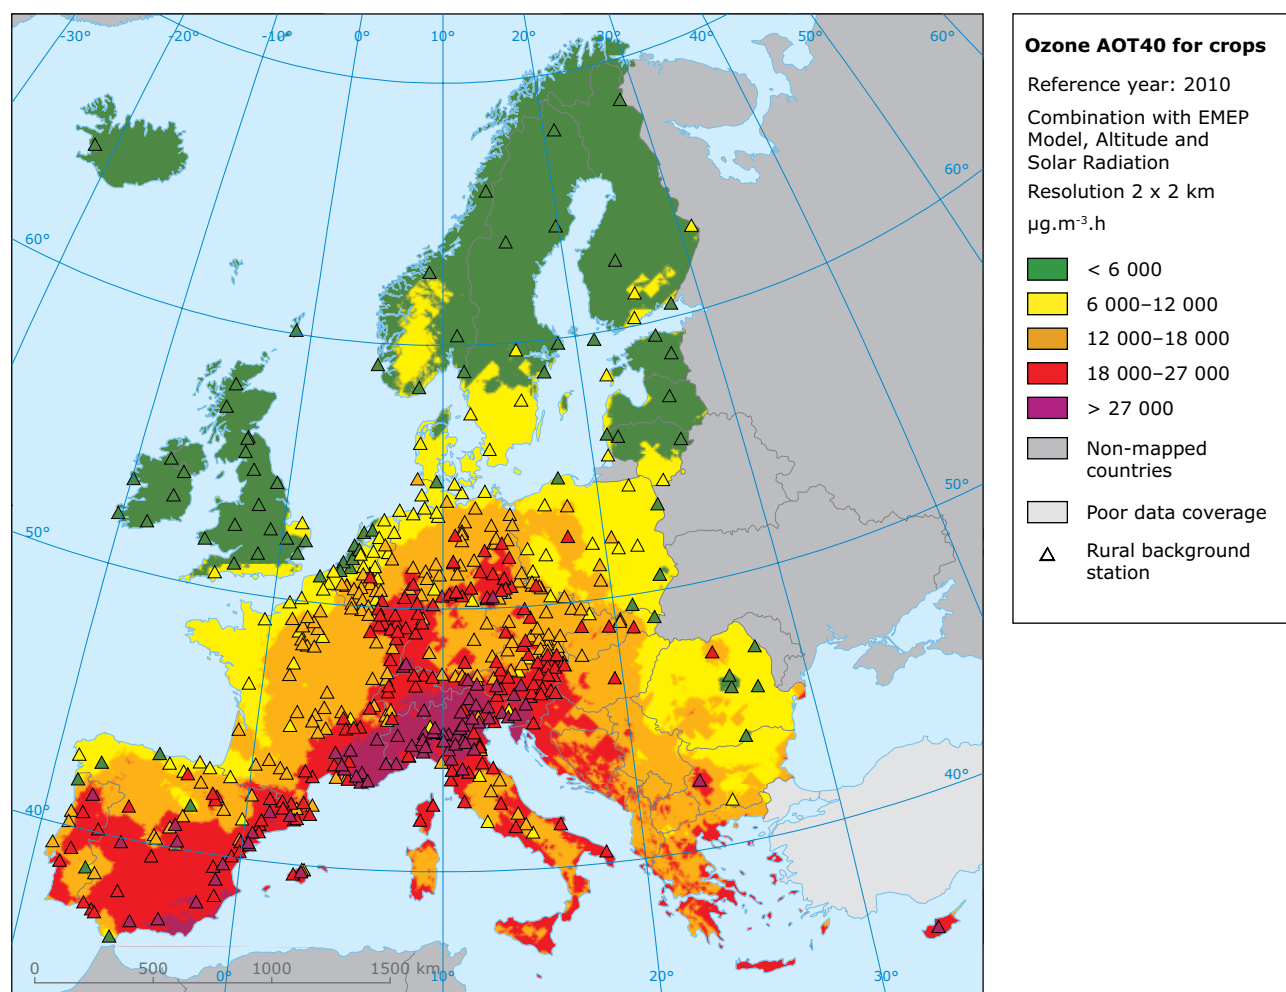 -30°
-20°
-10°
0°
10°
20°
30°
40°
50°
60°
60°
60°
50°
50°
40°
40°
0°
10°
20°
30°
0
500
1000
1500 km
Ozone AOT40 for crops
Reference year: 2010
Combination with EMEP
Model, Altitude and
Solar Radiation
Resolution 2 x 2 km
µg.m-3.h
< 6 000
6 000–12 000
12 000–18 000
18 000–27 000
> 27 000
Non-mapped
countries
Poor data coverage
Rural background
station